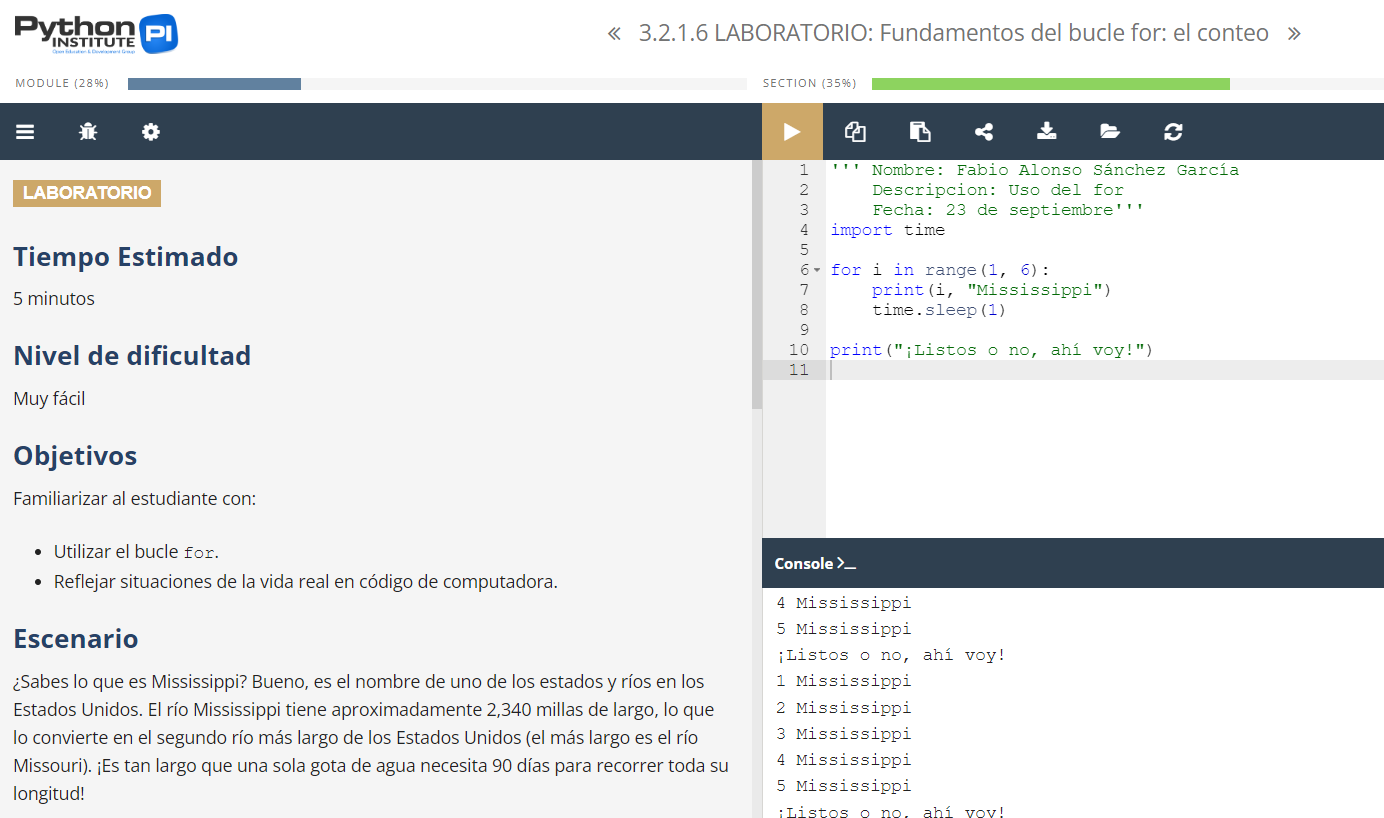 Python
INSTITUTE
PI
Open Education & Development Group
« 3.2.1.6 LABORATORIO: Fundamentos del bucle for: el conteo »
MODULE (28%)
SECTION (35%)
LABORATORIO
Tiempo Estimado
5 minutos
Nivel de dificultad
Muy fácil
Objetivos
Familiarizar al estudiante con:
• Utilizar el bucle for.
• Reflejar situaciones de la vida real en código de computadora.
Escenario
¿Sabes lo que es Mississippi? Bueno, es el nombre de uno de los estados y ríos en los
Estados Unidos. El río Mississippi tiene aproximadamente 2,340 millas de largo, lo que
lo convierte en el segundo río más largo de los Estados Unidos (el más largo es el río
Missouri). ¡Es tan largo que una sola gota de agua necesita 90 días para recorrer toda su
longitud!
1 ''' Nombre: Fabio Alonso Sánchez García
2     Descripcion: Uso del for
3     Fecha: 23 de septiembre'''
4 import time
5
6 for i in range(1, 6):
7     print(i, "Mississippi")
8     time.sleep(1)
9
10 print("¡Listos o no, ahí voy!")
11
Console >_
4 Mississippi
5 Mississippi
¡Listos o no, ahí voy!
1 Mississippi
2 Mississippi
3 Mississippi
4 Mississippi
5 Mississippi
¡Listos o no, ahí voy!